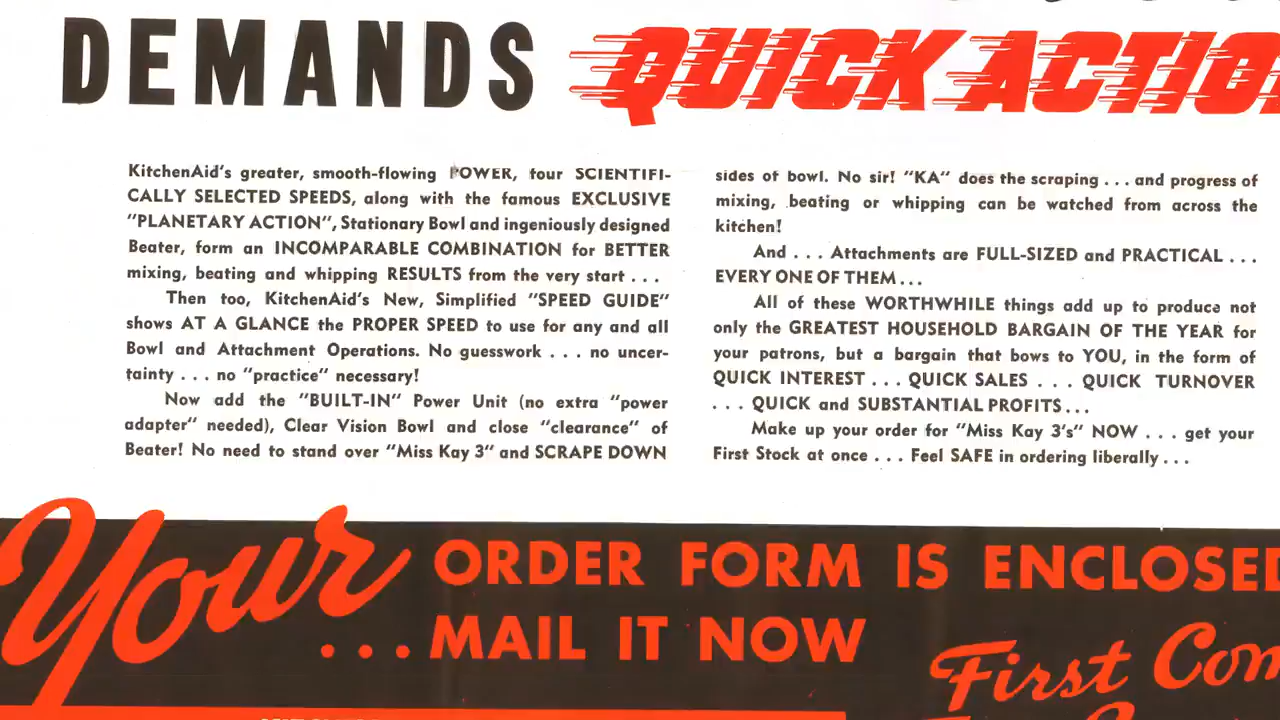 DEMANDS QUICK ACTIO
KitchenAid's greater, smooth-flowing POWER, four SCIENTIFI-
CALLY SELECTED SPEEDS, along with the famous EXCLUSIVE
"PLANETARY ACTION", Stationary Bowl and ingeniously designed
Beater, form an INCOMPARABLE COMBINATION for BETTER
mixing, beating and whipping RESULTS from the very start . . .
Then too, KitchenAid's New, Simplified "SPEED GUIDE"
shows AT A GLANCE the PROPER SPEED to use for any and all
Bowl and Attachment Operations. No guesswork . . . no uncer-
tainty . . . no "practice" necessary!
Now add the "BUILT-IN" Power Unit (no extra "power
adapter" needed), Clear Vision Bowl and close "clearance" of
Beater! No need to stand over "Miss Kay 3" and SCRAPE DOWN
sides of bowl. No sir! "KA" does the scraping . . . and progress of
mixing, beating or whipping can be watched from across the
kitchen!
And . . . Attachments are FULL-SIZED and PRACTICAL . . .
EVERY ONE OF THEM . . .
All of these WORTHWHILE things add up to produce not
only the GREATEST HOUSEHOLD BARGAIN OF THE YEAR for
your patrons, but a bargain that bows to YOU, in the form of
QUICK INTEREST . . . QUICK SALES . . . QUICK TURNOVER
. . . QUICK and SUBSTANTIAL PROFITS . . .
Make up your order for "Miss Kay 3's" NOW . . . get your
First Stock at once . . . Feel SAFE in ordering liberally . . .
Your ORDER FORM IS ENCLOSED
. . . MAIL IT NOW
First Com